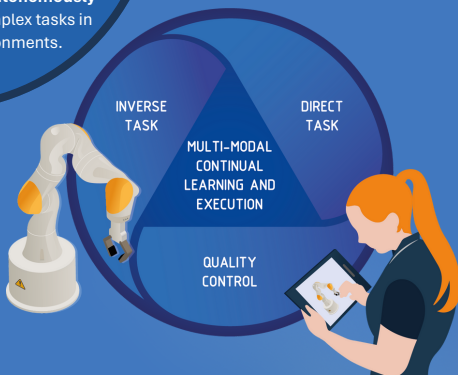 plex tasks in
onments.
INVERSE
TASK
DIRECT
TASK
MULTI-MODAL
CONTINUAL
LEARNING AND
EXECUTION
QUALITY
CONTROL